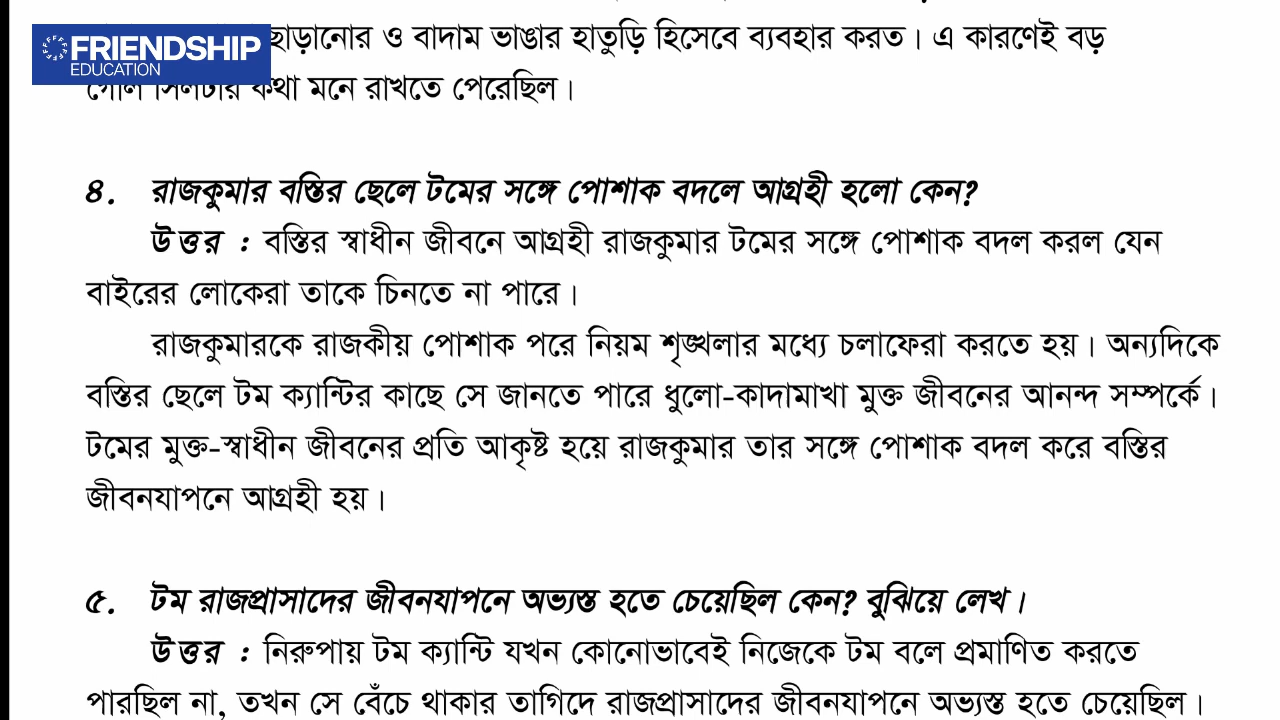 FRIENDSHIP
EDUCATION
ছাড়ানোর ও বাদাম ভাঙার হাতুড়ি হিসেবে ব্যবহার করত। এ কারণেই বড়
গোল সিলটার কথা মনে রাখতে পেরেছিল।
৪. রাজকুমার বস্তির ছেলে টমের সঙ্গে পোশাক বদলে আগ্রহী হলো কেন?
উত্তর : বস্তির স্বাধীন জীবনে আগ্রহী রাজকুমার টমের সঙ্গে পোশাক বদল করল যেন
বাইরের লোকেরা তাকে চিনতে না পারে।
রাজকুমারকে রাজকীয় পোশাক পরে নিয়ম শৃঙ্খলার মধ্যে চলাফেরা করতে হয়। অন্যদিকে
বস্তির ছেলে টম ক্যান্টির কাছে সে জানতে পারে ধুলো-কাদামাখা মুক্ত জীবনের আনন্দ সম্পর্কে।
টমের মুক্ত-স্বাধীন জীবনের প্রতি আকৃষ্ট হয়ে রাজকুমার তার সঙ্গে পোশাক বদল করে বস্তির
জীবনযাপনে আগ্রহী হয়।
৫. টম রাজপ্রাসাদের জীবনযাপনে অভ্যস্ত হতে চেয়েছিল কেন? বুঝিয়ে লেখ।
উত্তর : নিরুপায় টম ক্যান্টি যখন কোনোভাবেই নিজেকে টম বলে প্রমাণিত করতে
পারছিল না, তখন সে বেঁচে থাকার তাগিদে রাজপ্রাসাদের জীবনযাপনে অভ্যস্ত হতে চেয়েছিল।